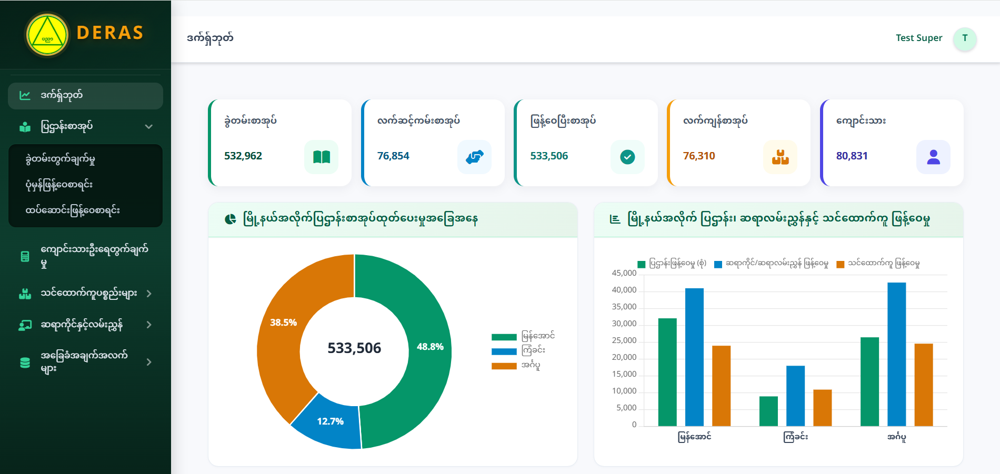 ပညာ
DERAS
ဒက်ရှ်ဘုတ်
ပြဋ္ဌာန်းစာအုပ်
ခွဲတမ်းတွက်ချက်မှု
ပုံမှန်ဖြန့်ဝေစာရင်း
ထပ်ဆောင်းဖြန့်ဝေစာရင်း
ကျောင်းသားဦးရေတွက်ချက်
မှု
သင်ထောက်ကူပစ္စည်းများ
ဆရာကိုင်နှင့်လမ်းညွှန်
အခြေခံအချက်အလက်
များ
ဒက်ရှ်ဘုတ်
Test Super
T
ခွဲတမ်းစာအုပ်
532,962
လက်ဆင့်ကမ်းစာအုပ်
76,854
ဖြန့်ဝေပြီးစာအုပ်
533,506
လက်ကျန်စာအုပ်
76,310
ကျောင်းသား
80,831
မြို့နယ်အလိုက်ပြဋ္ဌာန်းစာအုပ်ထုတ်ပေးမှုအခြေအနေ
38.5%
533,506
48.8%
12.7%
မြန်အောင်
ကြံခင်း
အင်္ဂပူ
မြို့နယ်အလိုက် ပြဋ္ဌာန်း၊ ဆရာလမ်းညွှန်နှင့် သင်ထောက်ကူ ဖြန့်ဝေမှု
ပြဋ္ဌာန်းဖြန့်ဝေမှု (စုံ)
ဆရာကိုင်/ဆရာလမ်းညွှန် ဖြန့်ဝေမှု
သင်ထောက်ကူ ဖြန့်ဝေမှု
45,000
40,000
35,000
30,000
25,000
20,000
15,000
10,000
5,000
0
မြန်အောင်
ကြံခင်း
အင်္ဂပူ